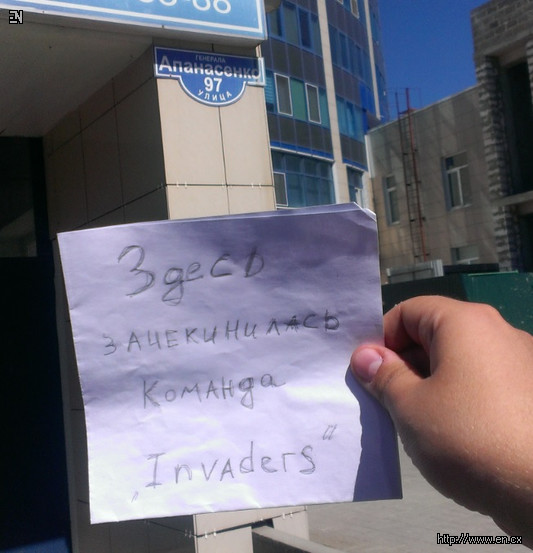 EN
ГЕНЕРАЛА
Апанасенко
97
УЛИЦА
Здесь
зачекинилась
команда
„Invaders“
http://www.en.cx